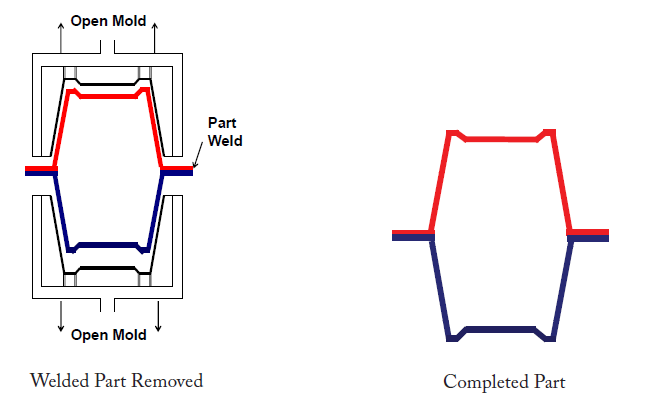 Open Mold
Part
Weld
Open Mold
Welded Part Removed
Completed Part